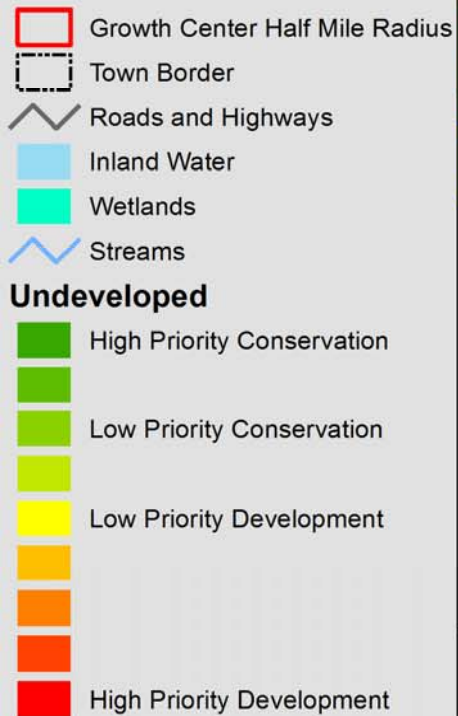 Growth Center Half Mile Radius
Town Border
Roads and Highways
Inland Water
Wetlands
Streams
Undeveloped
High Priority Conservation
Low Priority Conservation
Low Priority Development
High Priority Development